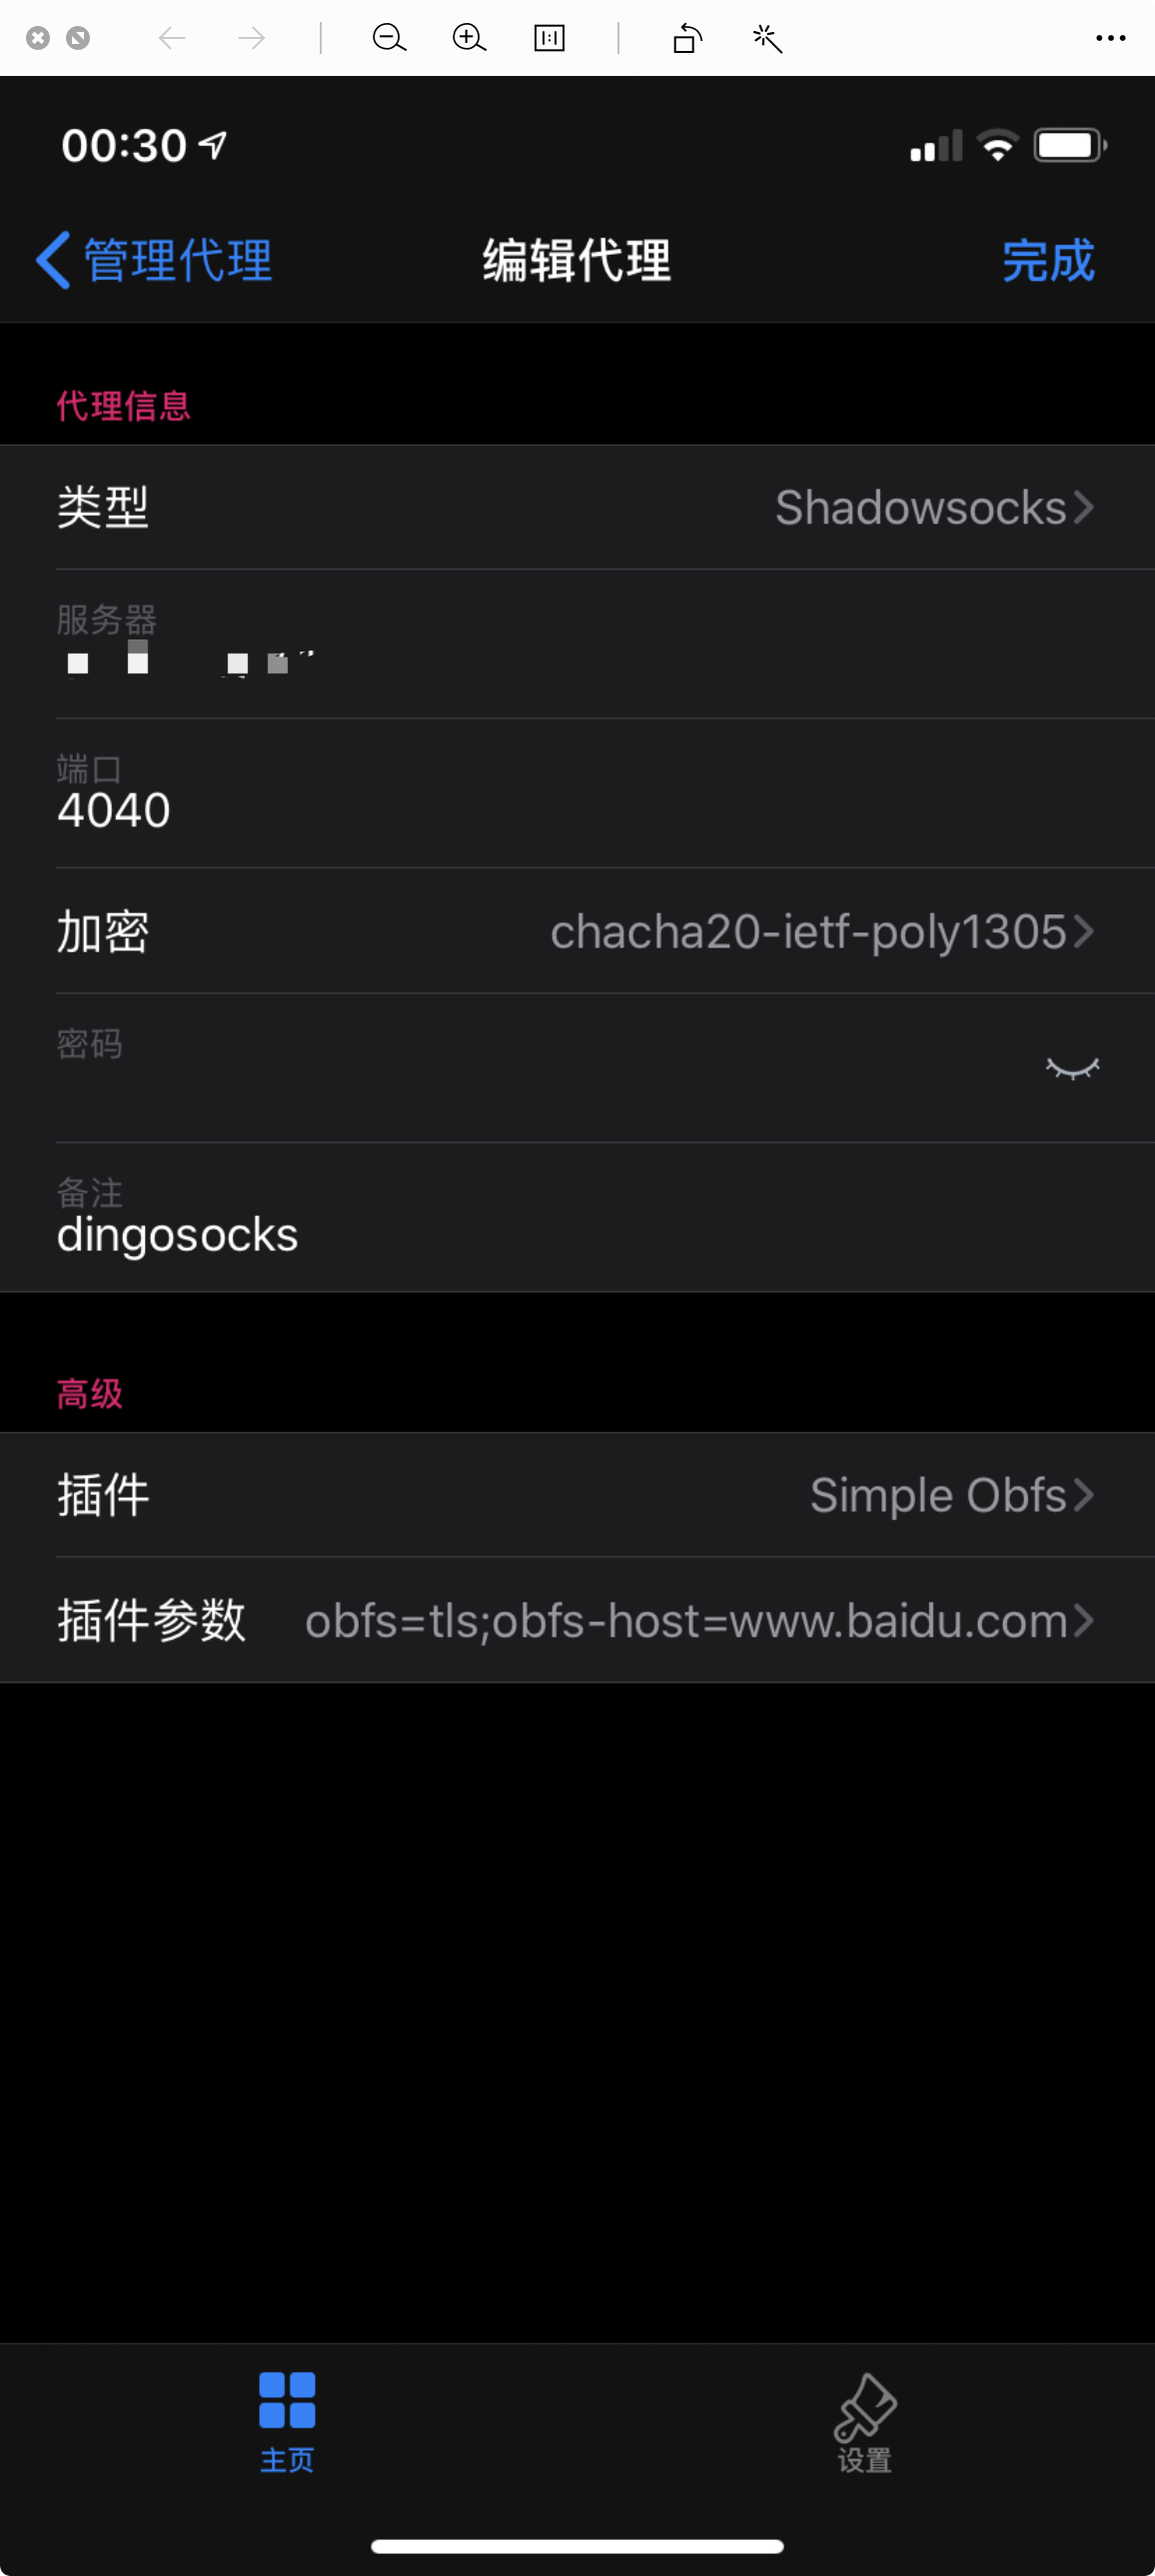 00:30
管理代理
编辑代理
完成
代理信息
类型
Shadowsocks
服务器
端口
4040
加密
chacha20-ietf-poly1305
密码
备注
dingosocks
高级
插件
Simple Obfs
插件参数
obfs=tls;obfs-host=www.baidu.com
主页
设置